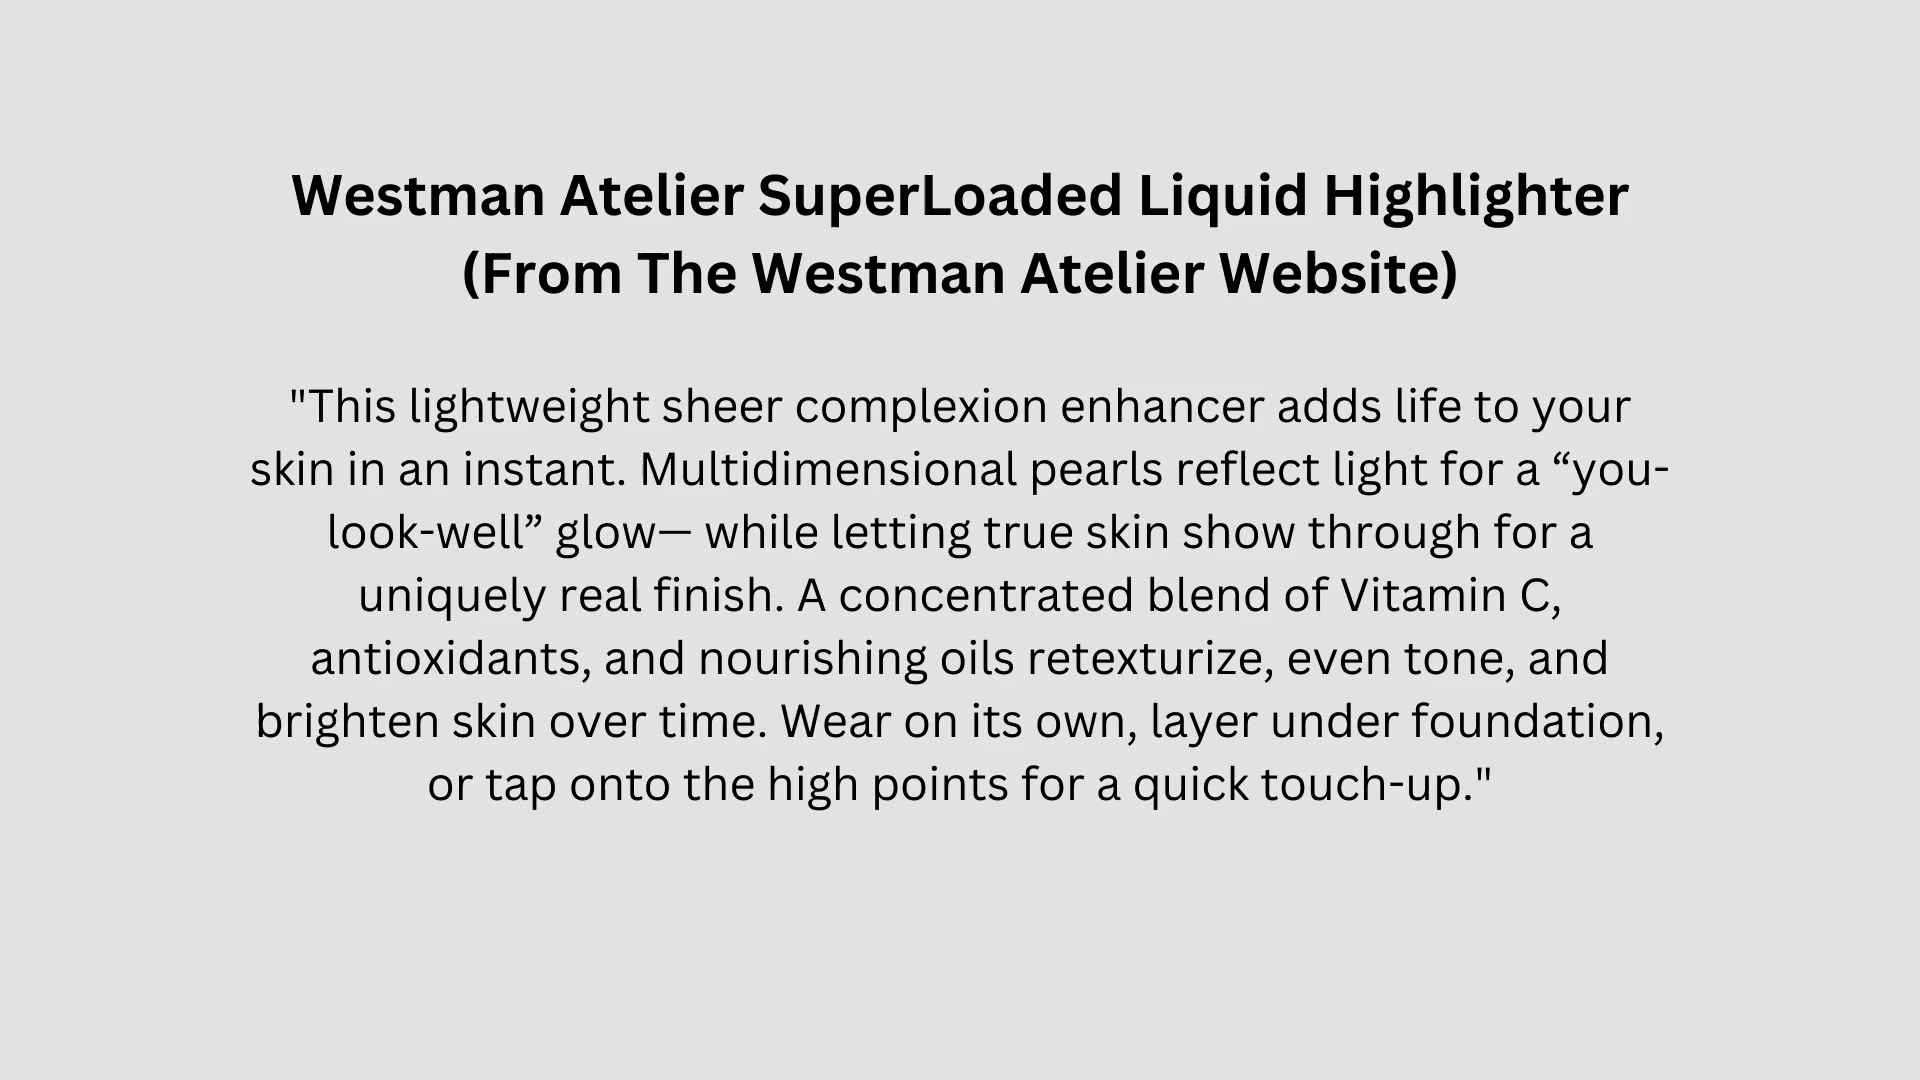 Westman Atelier SuperLoaded Liquid Highlighter
(From The Westman Atelier Website)
"This lightweight sheer complexion enhancer adds life to your
skin in an instant. Multidimensional pearls reflect light for a “you-
look-well” glow— while letting true skin show through for a
uniquely real finish. A concentrated blend of Vitamin C,
antioxidants, and nourishing oils retexturize, even tone, and
brighten skin over time. Wear on its own, layer under foundation,
or tap onto the high points for a quick touch-up."